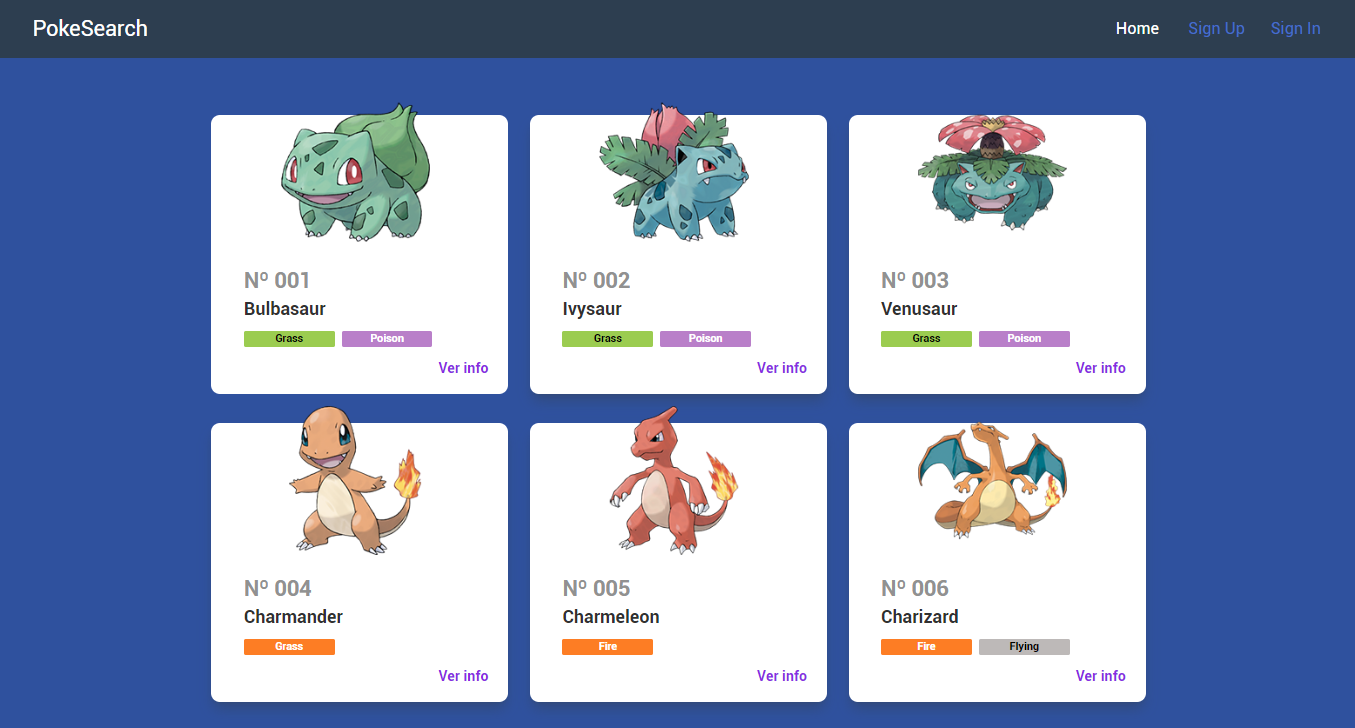 PokeSearch
Home Sign Up Sign In
Nº 001
Bulbasaur
Grass Poison
Ver info
Nº 002
Ivysaur
Grass Poison
Ver info
Nº 003
Venusaur
Grass Poison
Ver info
Nº 004
Charmander
Grass
Ver info
Nº 005
Charmeleon
Fire
Ver info
Nº 006
Charizard
Fire Flying
Ver info